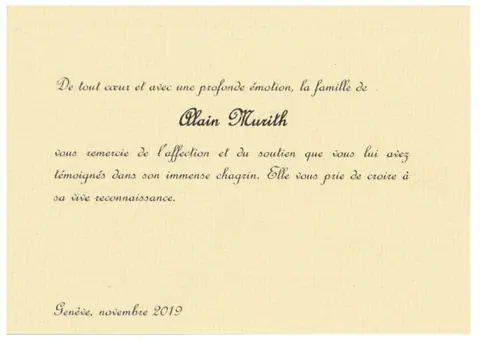 De tout cœur et avec une profonde émotion, la famille de
Alain Murith
vous remercie de l'affection et du soutien que vous lui avez
témoignés dans son immense chagrin. Elle vous prie de croire à
sa vive reconnaissance.
Genève, novembre 2019